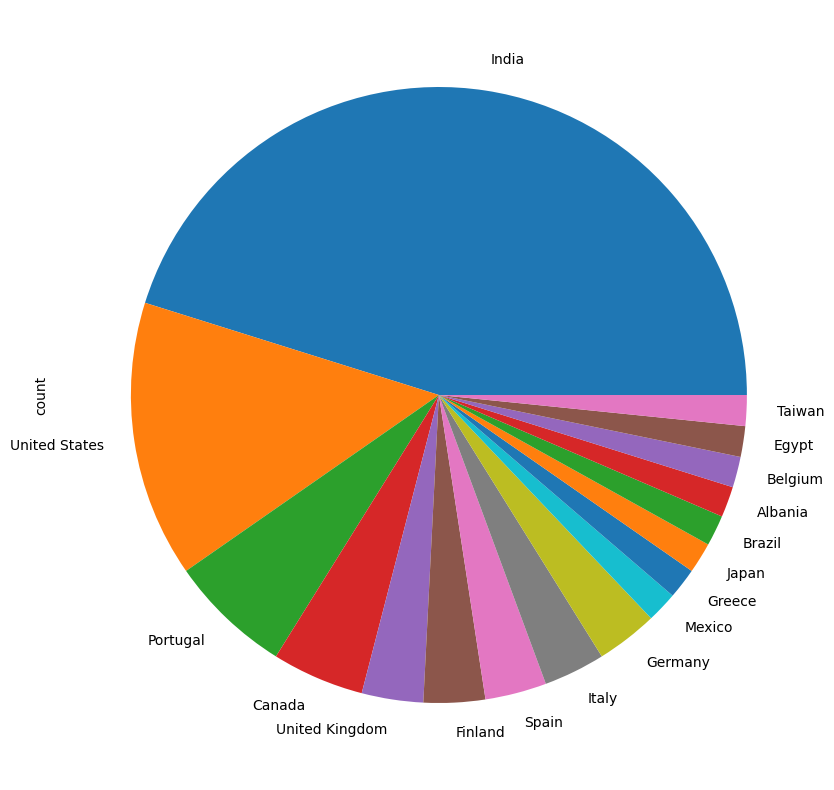 India
count
United States
Portugal
Canada
United Kingdom
Finland
Spain
Italy
Germany
Mexico
Greece
Japan
Brazil
Albania
Belgium
Egypt
Taiwan